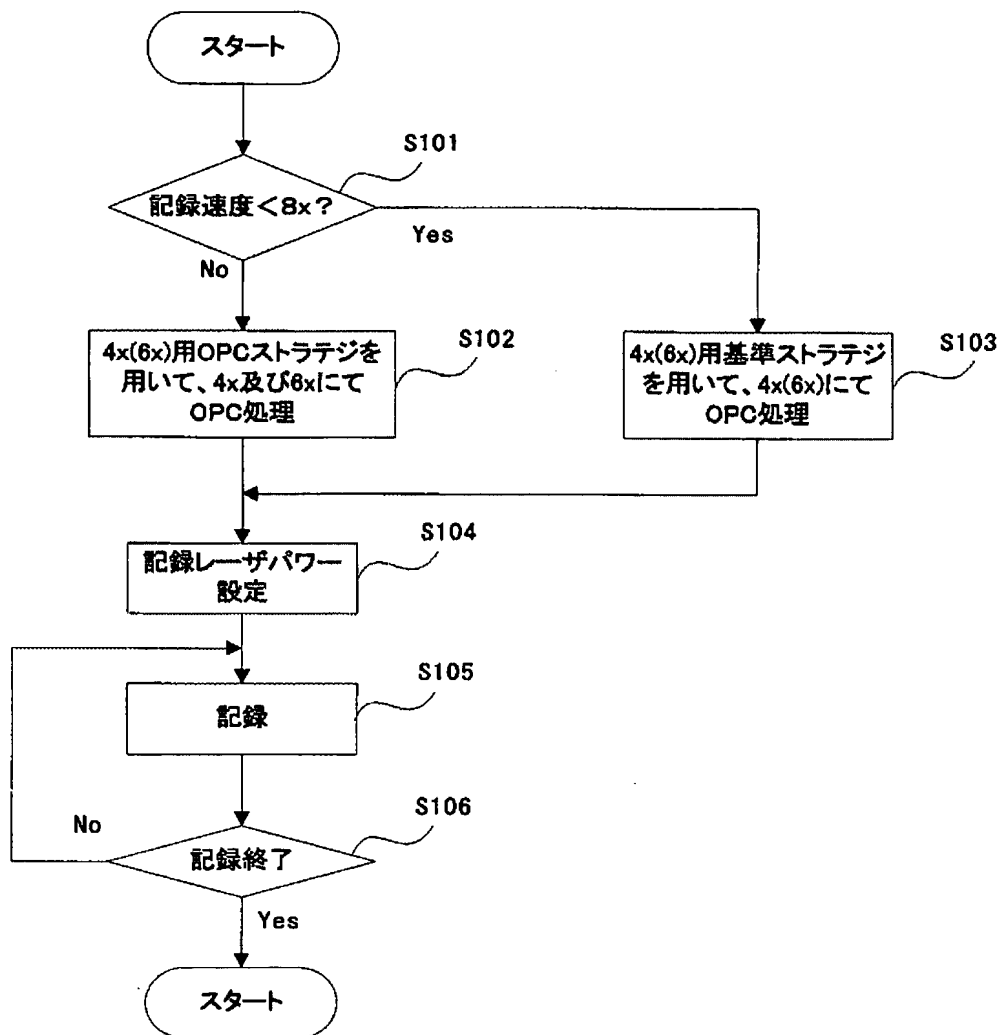 スタート
S101
記録速度<8x?
Yes
No
4x(6x)用OPCストラテジを
用いて、4x及び6xにて
OPC処理
S102
4x(6x)用基準ストラテジ
を用いて、4x(6x)にて
OPC処理
S103
記録レーザパワー
設定
S104
記録
S105
記録終了
S106
No
Yes
スタート